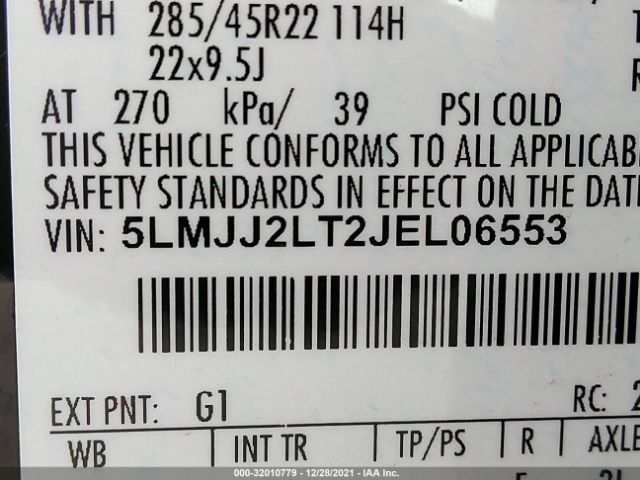 WITH 285/45R22 114H
22x9.5J
AT 270 kPa/ 39 PSI COLD
THIS VEHICLE CONFORMS TO ALL APPLICAB
SAFETY STANDARDS IN EFFECT ON THE DAT
VIN: 5LMJJ2LT2JEL06553
EXT PNT: G1 RC: 2
WB INT TR TP/PS R AXLE
000-32010779 - 12/28/2021 - IAA Inc.